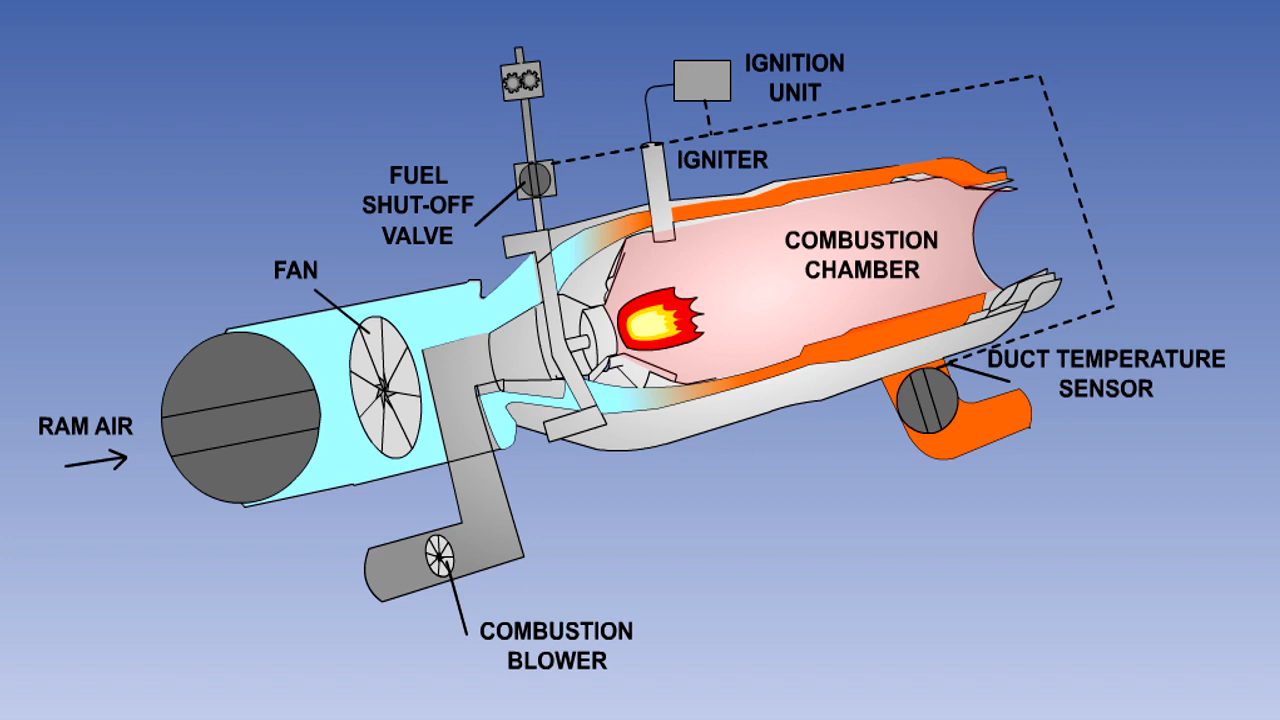 IGNITION
UNIT
IGNITER
FUEL
SHUT-OFF
VALVE
COMBUSTION
CHAMBER
FAN
DUCT TEMPERATURE
SENSOR
RAM AIR
COMBUSTION
BLOWER